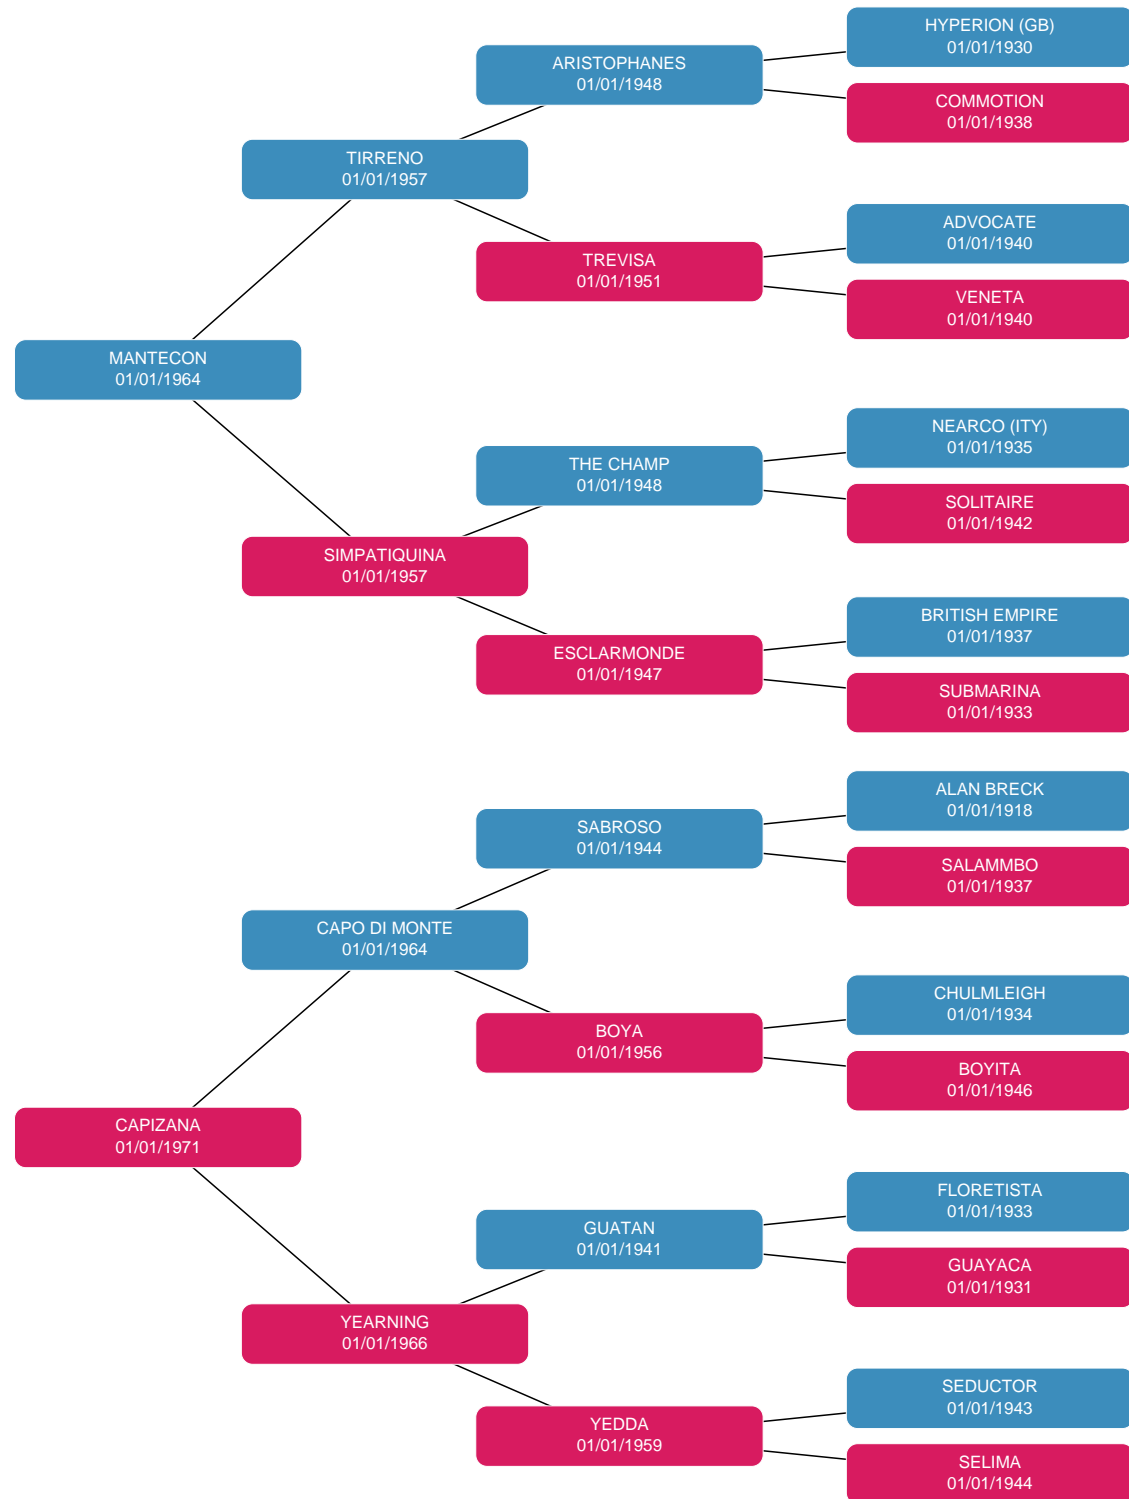 HYPERION (GB)
01/01/1930
ARISTOPHANES
01/01/1948
COMMOTION
01/01/1938
TIRRENO
01/01/1957
ADVOCATE
01/01/1940
TREVISA
01/01/1951
VENETA
01/01/1940
MANTECON
01/01/1964
NEARCO (ITY)
01/01/1935
THE CHAMP
01/01/1948
SOLITAIRE
01/01/1942
SIMPATIQUINA
01/01/1957
BRITISH EMPIRE
01/01/1937
ESCLARMONDE
01/01/1947
SUBMARINA
01/01/1933
ALAN BRECK
01/01/1918
SABROSO
01/01/1944
SALAMMBO
01/01/1937
CAPO DI MONTE
01/01/1964
CHULMLEIGH
01/01/1934
BOYA
01/01/1956
BOYITA
01/01/1946
CAPIZANA
01/01/1971
FLORETISTA
01/01/1933
GUATAN
01/01/1941
GUAYACA
01/01/1931
YEARNING
01/01/1966
SEDUCTOR
01/01/1943
YEDDA
01/01/1959
SELIMA
01/01/1944